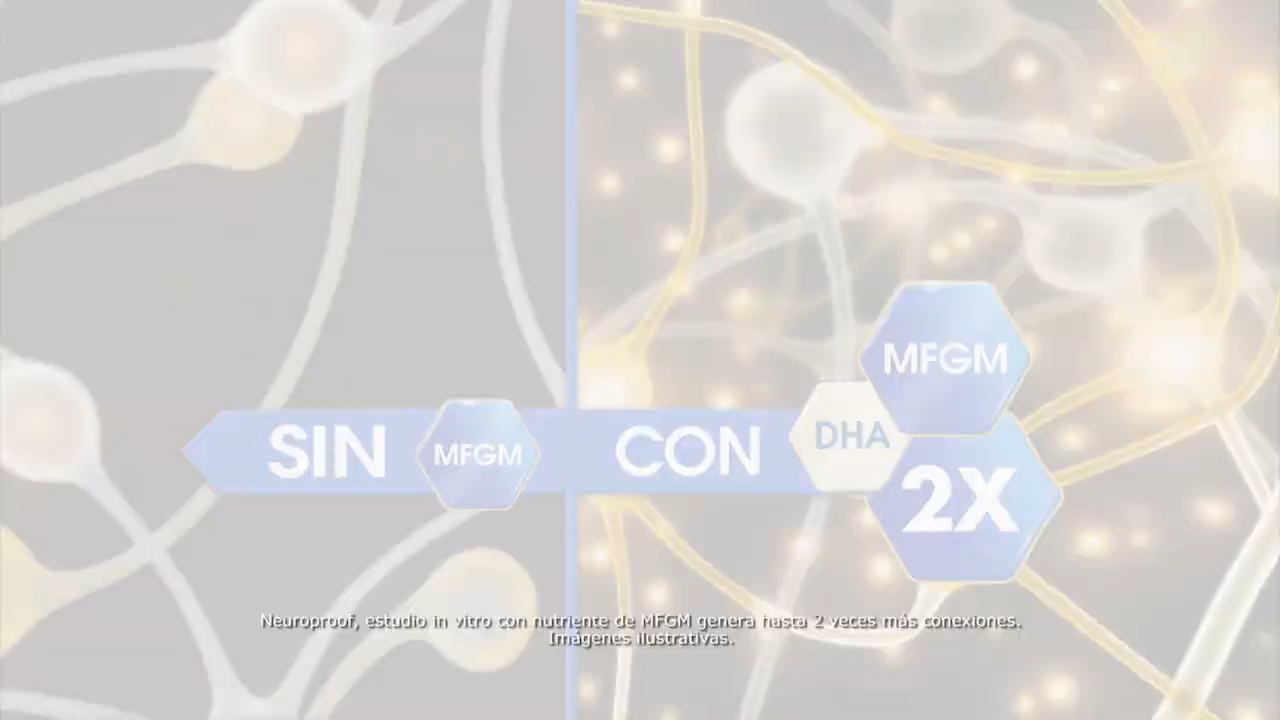 MFGM
SIN MFGM CON DHA
2X
Neuroproof, estudio in vitro con nutriente de MFGM genera hasta 2 veces más conexiones.
Imágenes ilustrativas.